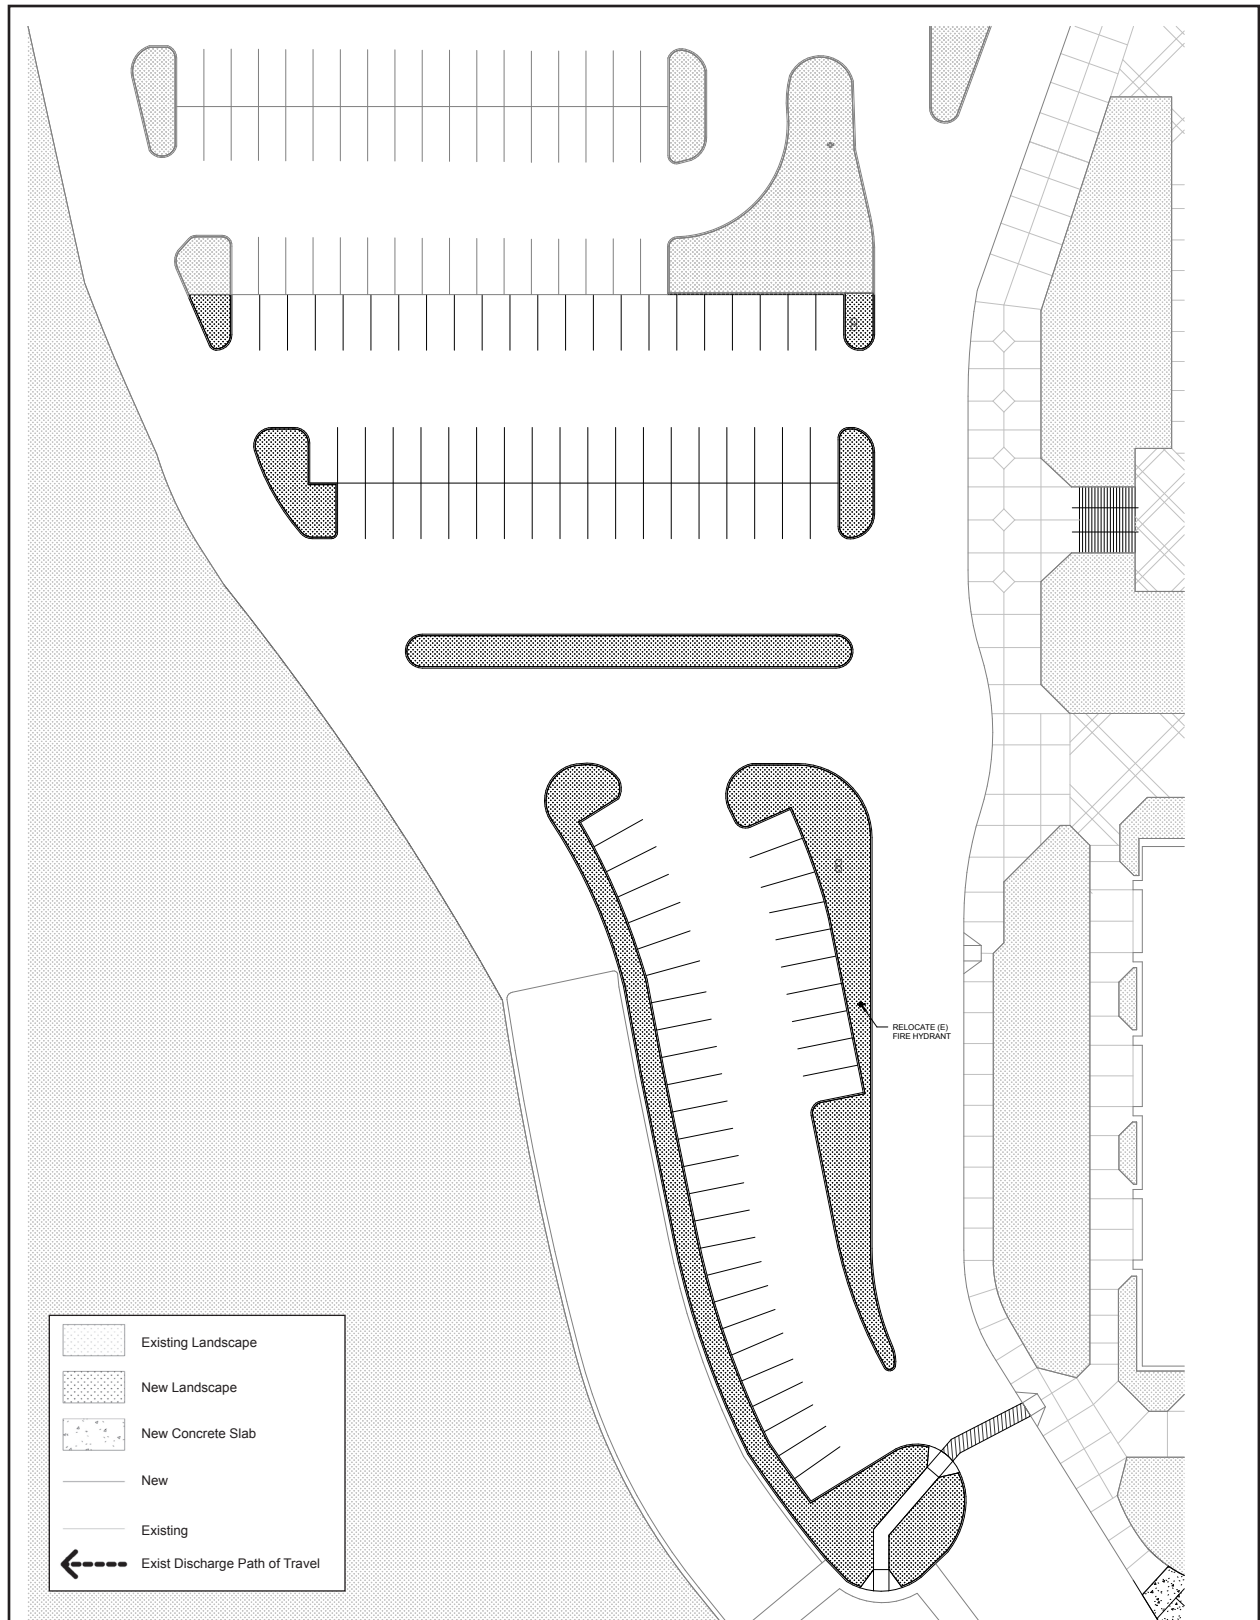 RELOCATE (E)
FIRE HYDRANT
Existing Landscape
New Landscape
New Concrete Slab
New
Existing
Exist Discharge Path of Travel